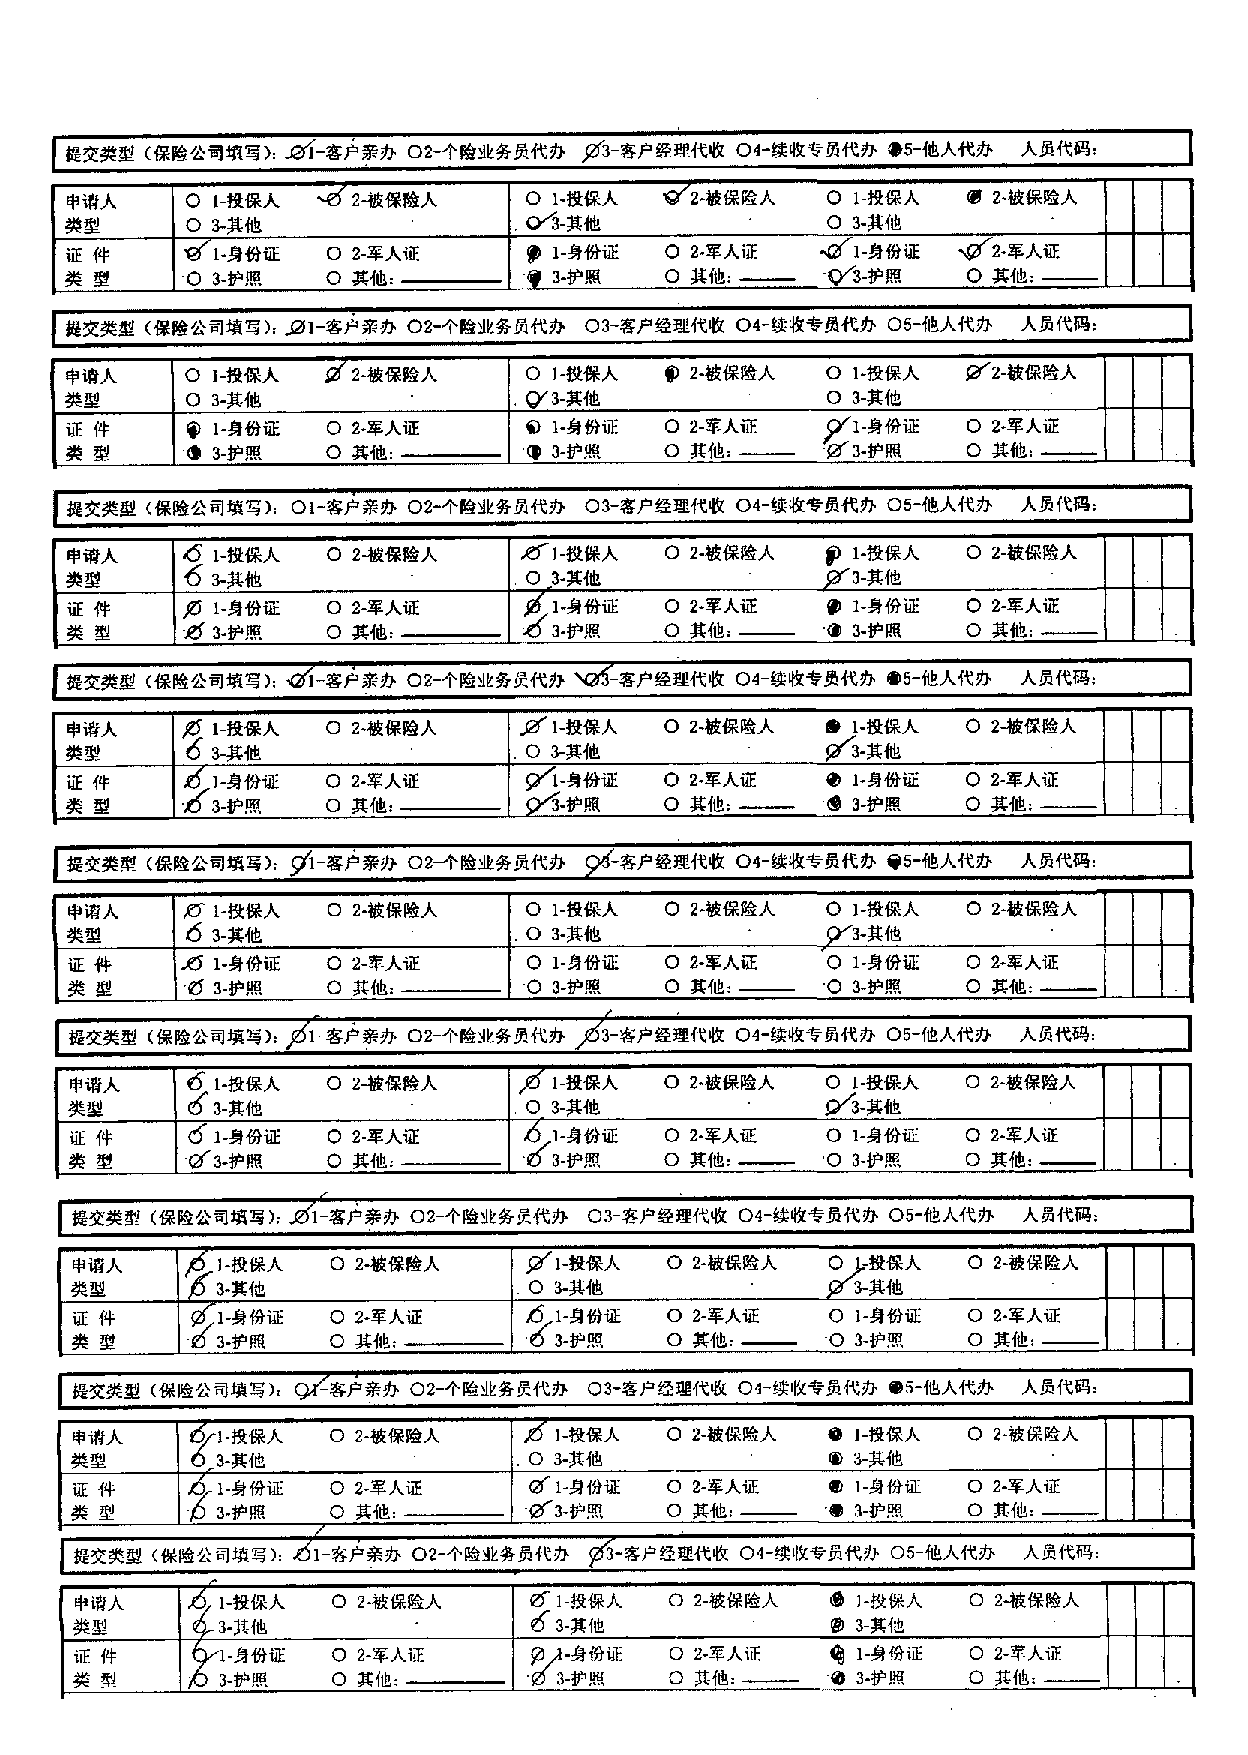 提交类型（保险公司填写）：○1-客户亲办 ○2-个险业务员代办 ○3-客户经理代收 ○4-续收专员代办 ●5-他人代办 人员代码：
申请人 ○ 1-投保人 ○ 2-被保险人 ○ 1-投保人 ○ 2-被保险人 ○ 1-投保人 ● 2-被保险人
类型 ○ 3-其他 ○ 3-其他 ○ 3-其他
证 件 ○ 1-身份证 ○ 2-军人证 ● 1-身份证 ○ 2-军人证 ○ 1-身份证 ○ 2-军人证
类 型 ○ 3-护照 ○ 其他： ● 3-护照 ○ 其他： ○ 3-护照 ○ 其他：
提交类型（保险公司填写）：○1-客户亲办 ○2-个险业务员代办 ○3-客户经理代收 ○4-续收专员代办 ○5-他人代办 人员代码：
申请人 ○ 1-投保人 ○ 2-被保险人 ○ 1-投保人 ● 2-被保险人 ○ 1-投保人 ○ 2-被保险人
类型 ○ 3-其他 ○ 3-其他 ○ 3-其他
证 件 ● 1-身份证 ○ 2-军人证 ● 1-身份证 ○ 2-军人证 ○ 1-身份证 ○ 2-军人证
类 型 ● 3-护照 ○ 其他： ● 3-护照 ○ 其他： ○ 3-护照 ○ 其他：
提交类型（保险公司填写）：○1-客户亲办 ○2-个险业务员代办 ○3-客户经理代收 ○4-续收专员代办 ○5-他人代办 人员代码：
申请人 ○ 1-投保人 ○ 2-被保险人 ○ 1-投保人 ○ 2-被保险人 ● 1-投保人 ○ 2-被保险人
类型 ○ 3-其他 ○ 3-其他 ○ 3-其他
证 件 ○ 1-身份证 ○ 2-军人证 ○ 1-身份证 ○ 2-军人证 ● 1-身份证 ○ 2-军人证
类 型 ○ 3-护照 ○ 其他： ○ 3-护照 ○ 其他： ● 3-护照 ○ 其他：
提交类型（保险公司填写）：○1-客户亲办 ○2-个险业务员代办 ○3-客户经理代收 ○4-续收专员代办 ●5-他人代办 人员代码：
申请人 ○ 1-投保人 ○ 2-被保险人 ○ 1-投保人 ○ 2-被保险人 ● 1-投保人 ○ 2-被保险人
类型 ○ 3-其他 ○ 3-其他 ○ 3-其他
证 件 ○ 1-身份证 ○ 2-军人证 ○ 1-身份证 ○ 2-军人证 ● 1-身份证 ○ 2-军人证
类 型 ○ 3-护照 ○ 其他： ○ 3-护照 ○ 其他： ● 3-护照 ○ 其他：
提交类型（保险公司填写）：○1-客户亲办 ○2-个险业务员代办 ○3-客户经理代收 ○4-续收专员代办 ●5-他人代办 人员代码：
申请人 ○ 1-投保人 ○ 2-被保险人 ○ 1-投保人 ○ 2-被保险人 ○ 1-投保人 ○ 2-被保险人
类型 ○ 3-其他 ○ 3-其他 ○ 3-其他
证 件 ○ 1-身份证 ○ 2-军人证 ○ 1-身份证 ○ 2-军人证 ○ 1-身份证 ○ 2-军人证
类 型 ○ 3-护照 ○ 其他： ○ 3-护照 ○ 其他： ○ 3-护照 ○ 其他：
提交类型（保险公司填写）：○1-客户亲办 ○2-个险业务员代办 ○3-客户经理代收 ○4-续收专员代办 ○5-他人代办 人员代码：
申请人 ○ 1-投保人 ○ 2-被保险人 ○ 1-投保人 ○ 2-被保险人 ○ 1-投保人 ○ 2-被保险人
类型 ○ 3-其他 ○ 3-其他 ○ 3-其他
证 件 ○ 1-身份证 ○ 2-军人证 ○ 1-身份证 ○ 2-军人证 ○ 1-身份证 ○ 2-军人证
类 型 ○ 3-护照 ○ 其他： ○ 3-护照 ○ 其他： ○ 3-护照 ○ 其他：
提交类型（保险公司填写）：○1-客户亲办 ○2-个险业务员代办 ○3-客户经理代收 ○4-续收专员代办 ○5-他人代办 人员代码：
申请人 ○ 1-投保人 ○ 2-被保险人 ○ 1-投保人 ○ 2-被保险人 ○ 1-投保人 ○ 2-被保险人
类型 ○ 3-其他 ○ 3-其他 ○ 3-其他
证 件 ○ 1-身份证 ○ 2-军人证 ○ 1-身份证 ○ 2-军人证 ○ 1-身份证 ○ 2-军人证
类 型 ○ 3-护照 ○ 其他： ○ 3-护照 ○ 其他： ○ 3-护照 ○ 其他：
提交类型（保险公司填写）：○1-客户亲办 ○2-个险业务员代办 ○3-客户经理代收 ○4-续收专员代办 ●5-他人代办 人员代码：
申请人 ○ 1-投保人 ○ 2-被保险人 ○ 1-投保人 ○ 2-被保险人 ● 1-投保人 ○ 2-被保险人
类型 ○ 3-其他 ○ 3-其他 ● 3-其他
证 件 ○ 1-身份证 ○ 2-军人证 ○ 1-身份证 ○ 2-军人证 ● 1-身份证 ○ 2-军人证
类 型 ○ 3-护照 ○ 其他： ○ 3-护照 ○ 其他： ● 3-护照 ○ 其他：
提交类型（保险公司填写）：○1-客户亲办 ○2-个险业务员代办 ○3-客户经理代收 ○4-续收专员代办 ○5-他人代办 人员代码：
申请人 ○ 1-投保人 ○ 2-被保险人 ○ 1-投保人 ○ 2-被保险人 ● 1-投保人 ○ 2-被保险人
类型 ○ 3-其他 ○ 3-其他 ● 3-其他
证 件 ○ 1-身份证 ○ 2-军人证 ○ 1-身份证 ○ 2-军人证 ● 1-身份证 ○ 2-军人证
类 型 ○ 3-护照 ○ 其他： ○ 3-护照 ○ 其他： ● 3-护照 ○ 其他：